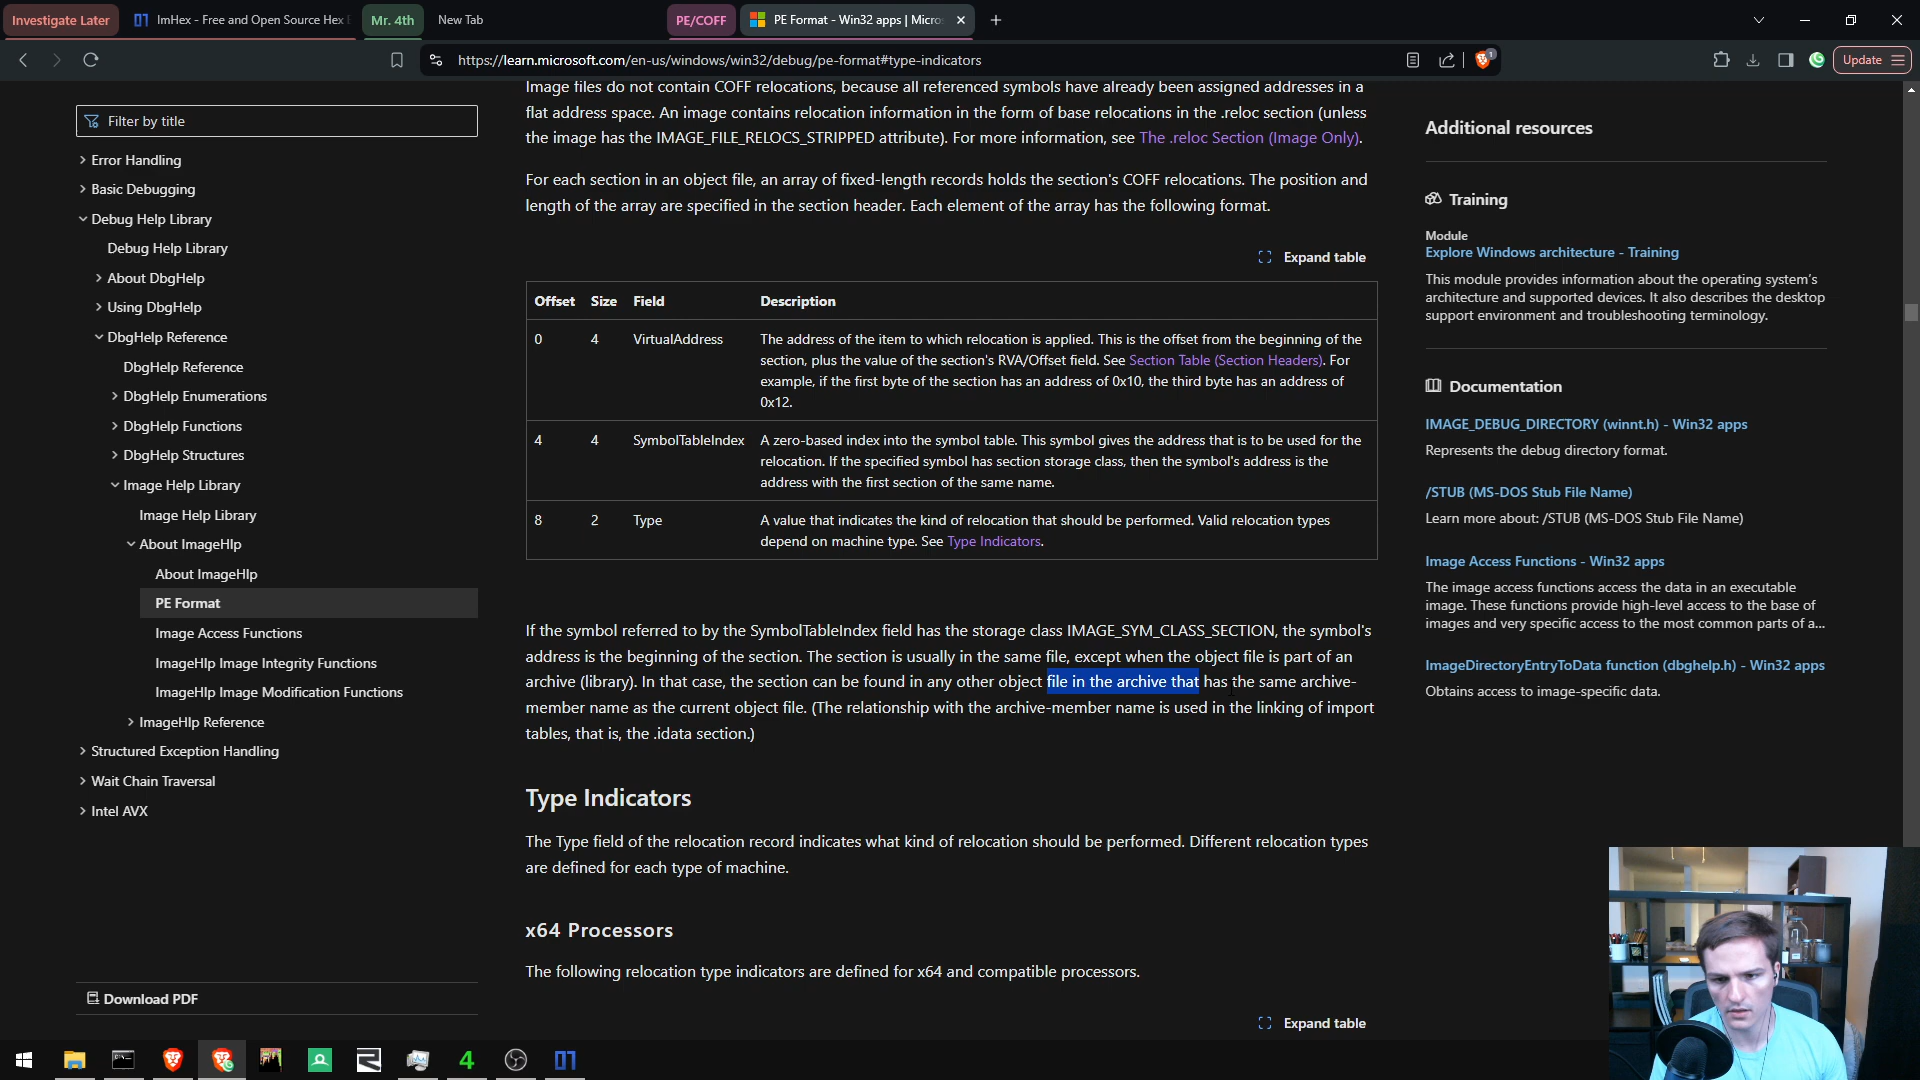 Investigate Later
ImHex - Free and Open Source Hex
Mr. 4th
New Tab
PE/COFF
PE Format - Win32 apps | Micro
https://learn.microsoft.com/en-us/windows/win32/debug/pe-format#type-indicators
1
Update
Filter by title
Error Handling
Basic Debugging
Debug Help Library
Debug Help Library
About DbgHelp
Using DbgHelp
DbgHelp Reference
DbgHelp Reference
DbgHelp Enumerations
DbgHelp Functions
DbgHelp Structures
Image Help Library
Image Help Library
About ImageHlp
About ImageHlp
PE Format
Image Access Functions
ImageHlp Image Integrity Functions
ImageHlp Image Modification Functions
ImageHlp Reference
Structured Exception Handling
Wait Chain Traversal
Intel AVX
Download PDF
Image files do not contain COFF relocations, because all referenced symbols have already been assigned addresses in a
flat address space. An image contains relocation information in the form of base relocations in the .reloc section (unless
the image has the IMAGE_FILE_RELOCS_STRIPPED attribute). For more information, see The .reloc Section (Image Only).
For each section in an object file, an array of fixed-length records holds the section's COFF relocations. The position and
length of the array are specified in the section header. Each element of the array has the following format.
Expand table
Offset Size Field Description
0 4 VirtualAddress The address of the item to which relocation is applied. This is the offset from the beginning of the
section, plus the value of the section's RVA/Offset field. See Section Table (Section Headers). For
example, if the first byte of the section has an address of 0x10, the third byte has an address of
0x12.
4 4 SymbolTableIndex A zero-based index into the symbol table. This symbol gives the address that is to be used for the
relocation. If the specified symbol has section storage class, then the symbol's address is the
address with the first section of the same name.
8 2 Type A value that indicates the kind of relocation that should be performed. Valid relocation types
depend on machine type. See Type Indicators.
If the symbol referred to by the SymbolTableIndex field has the storage class IMAGE_SYM_CLASS_SECTION, the symbol's
address is the beginning of the section. The section is usually in the same file, except when the object file is part of an
archive (library). In that case, the section can be found in any other object file in the archive that has the same archive-
member name as the current object file. (The relationship with the archive-member name is used in the linking of import
tables, that is, the .idata section.)
Type Indicators
The Type field of the relocation record indicates what kind of relocation should be performed. Different relocation types
are defined for each type of machine.
x64 Processors
The following relocation type indicators are defined for x64 and compatible processors.
Expand table
Additional resources
Training
Module
Explore Windows architecture - Training
This module provides information about the operating system's
architecture and supported devices. It also describes the desktop
support environment and troubleshooting terminology.
Documentation
IMAGE_DEBUG_DIRECTORY (winnt.h) - Win32 apps
Represents the debug directory format.
/STUB (MS-DOS Stub File Name)
Learn more about: /STUB (MS-DOS Stub File Name)
Image Access Functions - Win32 apps
The image access functions access the data in an executable
image. These functions provide high-level access to the base of
images and very specific access to the most common parts of a...
ImageDirectoryEntryToData function (dbghelp.h) - Win32 apps
Obtains access to image-specific data.
4